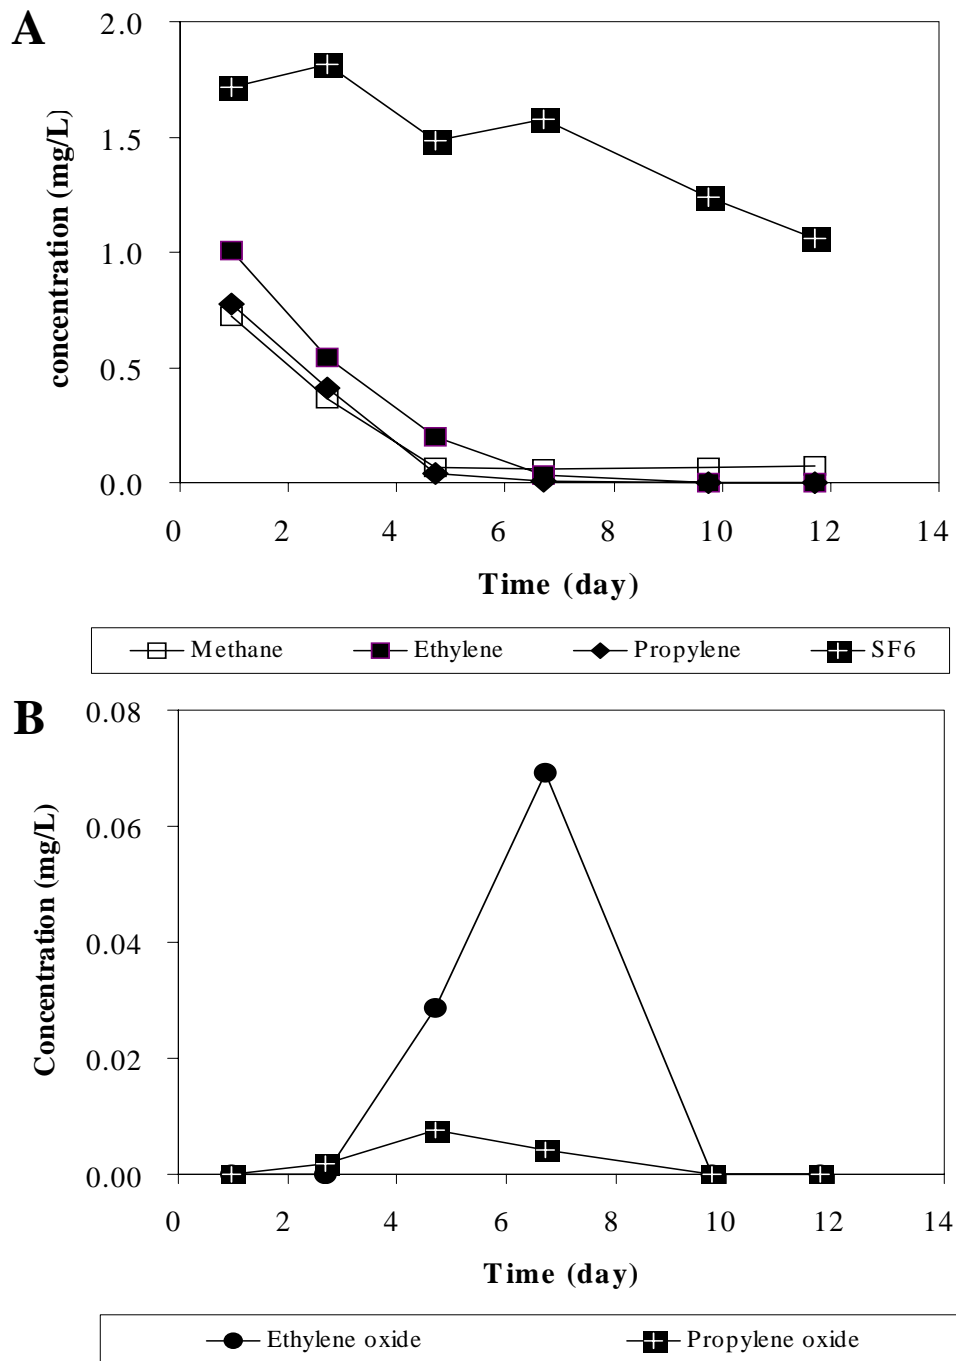 A
2.0
1.5
1.0
0.5
0.0
concentration (mg/L)
0 2 4 6 8 10 12 14
Time (day)
Methane Ethylene Propylene SF6
B
0.08
0.06
0.04
0.02
0.00
Concentration (mg/L)
0 2 4 6 8 10 12 14
Time (day)
Ethylene oxide Propylene oxide